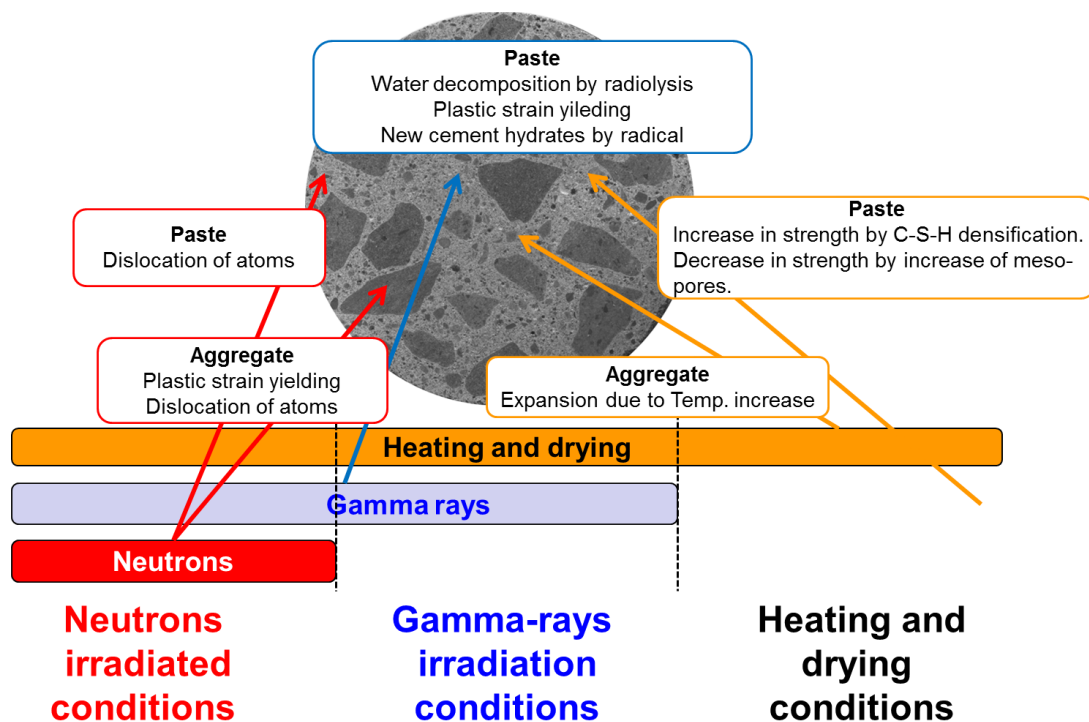 Paste
Water decomposition by radiolysis
Plastic strain yileding
New cement hydrates by radical
Paste
Dislocation of atoms
Paste
Increase in strength by C-S-H densification.
Decrease in strength by increase of meso-
pores.
Aggregate
Plastic strain yielding
Dislocation of atoms
Aggregate
Expansion due to Temp. increase
Heating and drying
Gamma rays
Neutrons
Neutrons
irradiated
conditions
Gamma-rays
irradiation
conditions
Heating and
drying
conditions